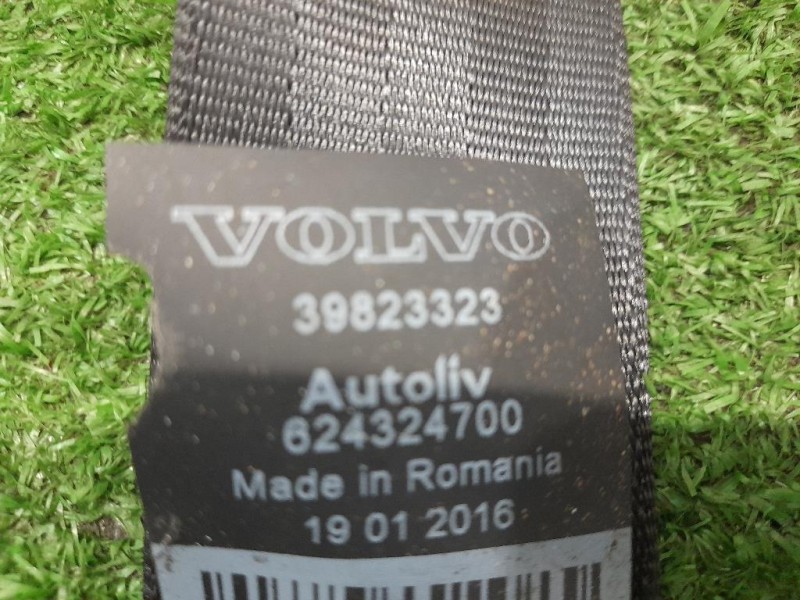 VOLVO
39823323
Autoliv
624324700
Made in Romania
19 01 2016